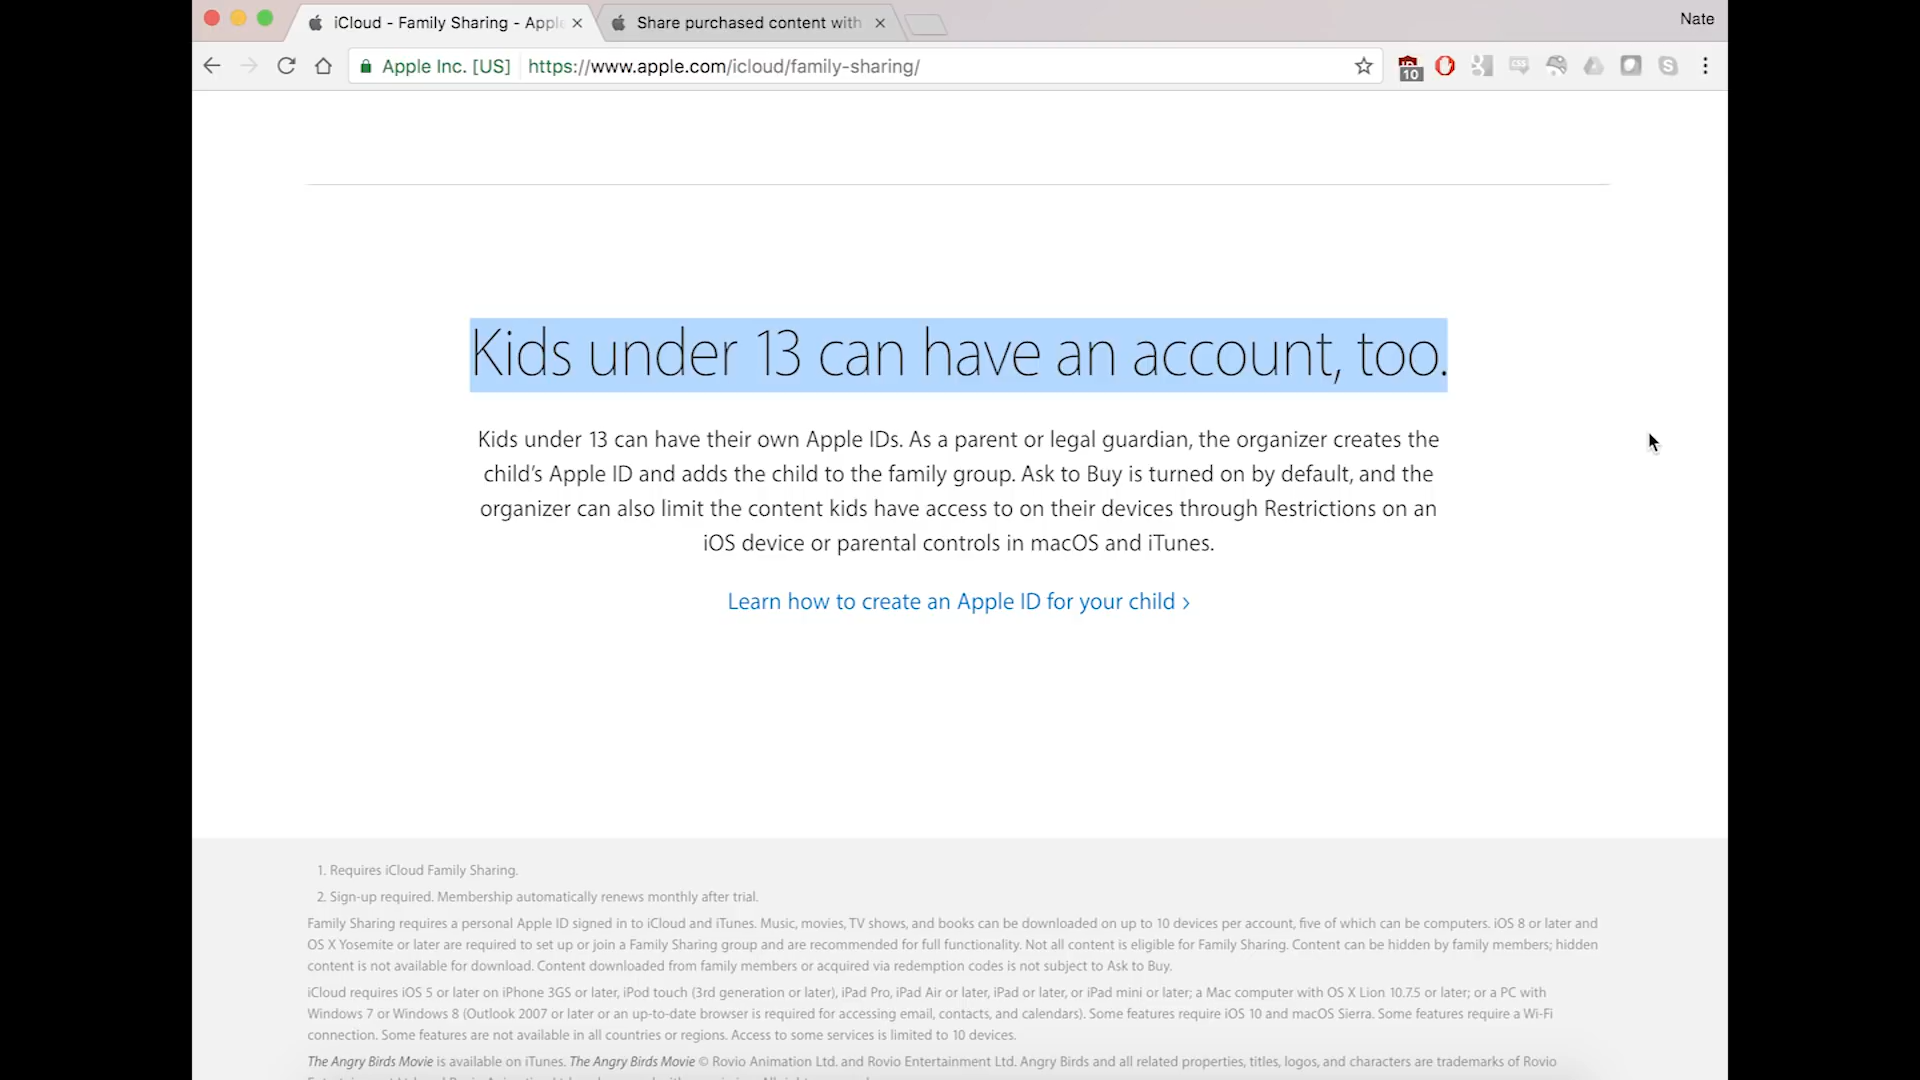 iCloud - Family Sharing - Apple
Share purchased content with
Nate
Apple Inc. [US]
https://www.apple.com/icloud/family-sharing/
10
CSS
Kids under 13 can have an account, too.
Kids under 13 can have their own Apple IDs. As a parent or legal guardian, the organizer creates the
child’s Apple ID and adds the child to the family group. Ask to Buy is turned on by default, and the
organizer can also limit the content kids have access to on their devices through Restrictions on an
iOS device or parental controls in macOS and iTunes.
Learn how to create an Apple ID for your child ›
1. Requires iCloud Family Sharing.
2. Sign-up required. Membership automatically renews monthly after trial.
Family Sharing requires a personal Apple ID signed in to iCloud and iTunes. Music, movies, TV shows, and books can be downloaded on up to 10 devices per account, five of which can be computers. iOS 8 or later and
OS X Yosemite or later are required to set up or join a Family Sharing group and are recommended for full functionality. Not all content is eligible for Family Sharing. Content can be hidden by family members; hidden
content is not available for download. Content downloaded from family members or acquired via redemption codes is not subject to Ask to Buy.
iCloud requires iOS 5 or later on iPhone 3GS or later, iPod touch (3rd generation or later), iPad Pro, iPad Air or later, iPad or later, or iPad mini or later; a Mac computer with OS X Lion 10.7.5 or later; or a PC with
Windows 7 or Windows 8 (Outlook 2007 or later or an up-to-date browser is required for accessing email, contacts, and calendars). Some features require iOS 10 and macOS Sierra. Some features require a Wi-Fi
connection. Some features are not available in all countries or regions. Access to some services is limited to 10 devices.
The Angry Birds Movie is available on iTunes. The Angry Birds Movie © Rovio Animation Ltd. and Rovio Entertainment Ltd. Angry Birds and all related properties, titles, logos, and characters are trademarks of Rovio